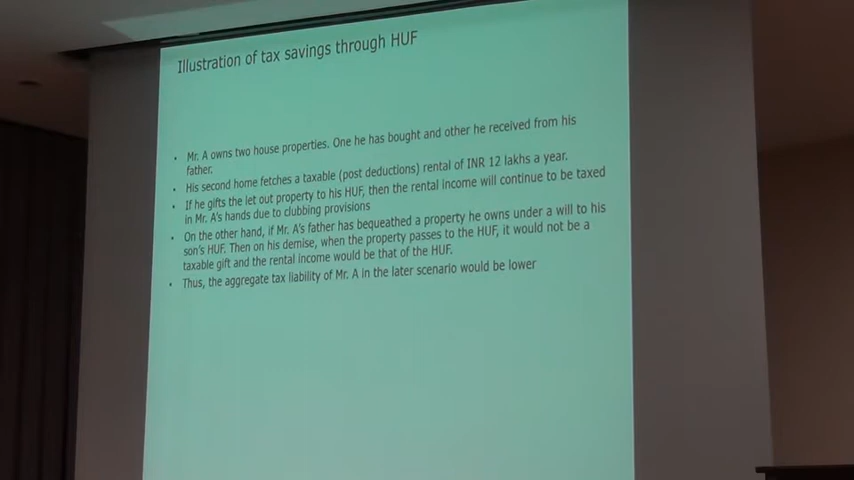 Illustration of tax savings through HUF
• Mr. A owns two house properties. One he has bought and other he received from his
father.
• His second home fetches a taxable (post deductions) rental of INR 12 lakhs a year.
• If he gifts the let out property to his HUF, then the rental income will continue to be taxed
in Mr. A's hands due to clubbing provisions
• On the other hand, if Mr. A's father has bequeathed a property he owns under a will to his
son's HUF. Then on his demise, when the property passes to the HUF, it would not be a
taxable gift and the rental income would be that of the HUF.
• Thus, the aggregate tax liability of Mr. A in the later scenario would be lower